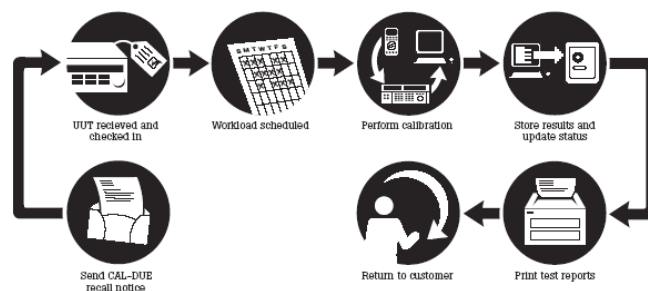 S M T W T F S
UUT recieved and
checked in
Workload scheduled
Perform calibration
Store results and
update status
Send CAL-DUE
recall notice
Return to customer
Print test reports